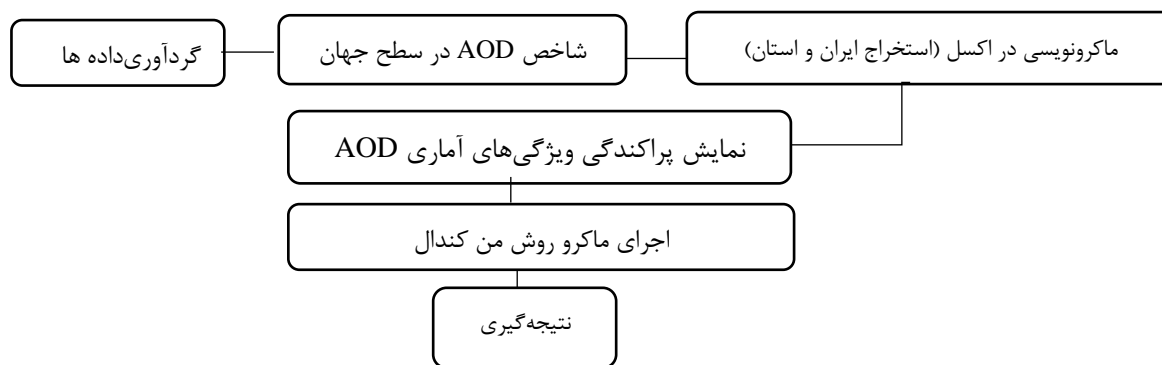 گردآوری‌داده ها
شاخص AOD در سطح جهان
ماکرونویسی در اکسل (استخراج ایران و استان)
نمایش پراکندگی ویژگی‌های آماری AOD
اجرای ماکرو روش من کندال
نتیجه‌گیری